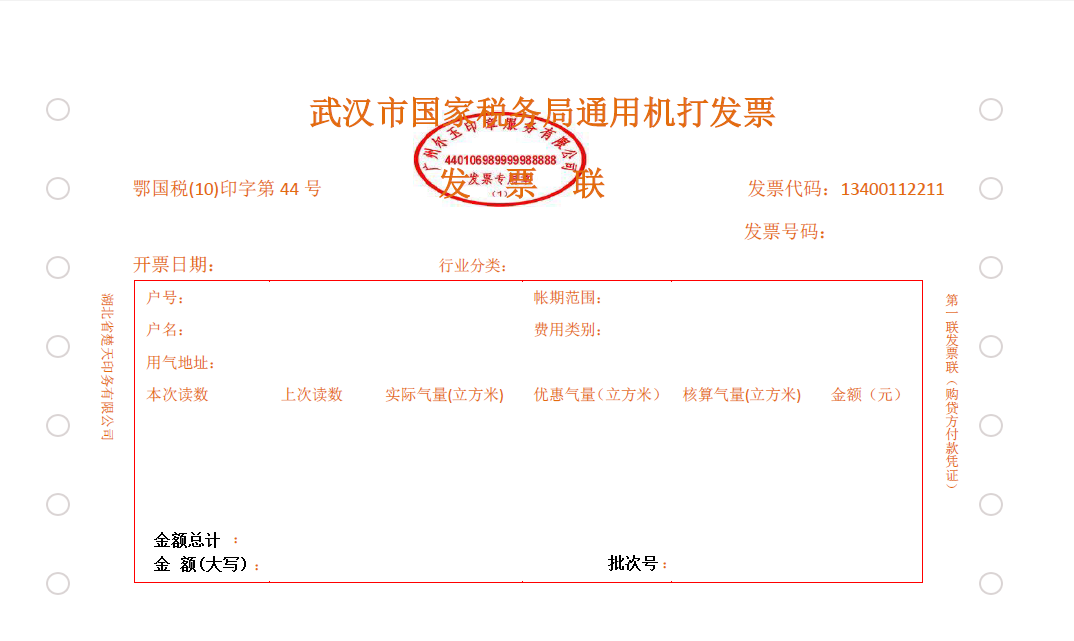 武汉市国家税务局通用机打发票
广州尔玉印章服务有限公司
440106989999988888
发票专用章
(1)
发 票 联
鄂国税(10)印字第 44 号
发票代码：13400112211
发票号码：
开票日期：
行业分类：
户号：
帐期范围：
户名：
费用类别：
用气地址：
本次读数 上次读数 实际气量(立方米) 优惠气量（立方米） 核算气量(立方米) 金额（元）
金额总计 ：
金 额(大写)：
批次号：
湖北省楚天印务有限公司
第一联发票联（购贷方付款凭证）